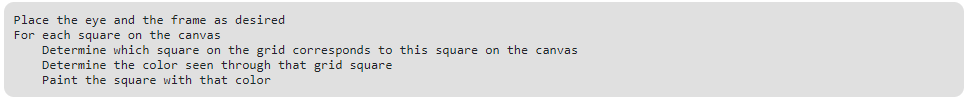 Place the eye and the frame as desired
For each square on the canvas
    Determine which square on the grid corresponds to this square on the canvas
    Determine the color seen through that grid square
    Paint the square with that color